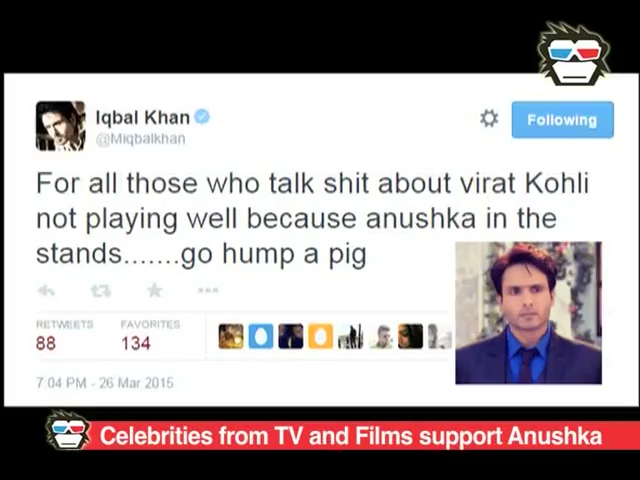 Iqbal Khan
@Miqbalkhan
Following
For all those who talk shit about virat Kohli
not playing well because anushka in the
stands.......go hump a pig
RETWEETS
FAVORITES
88
134
7:04 PM - 26 Mar 2015
Celebrities from TV and Films support Anushka